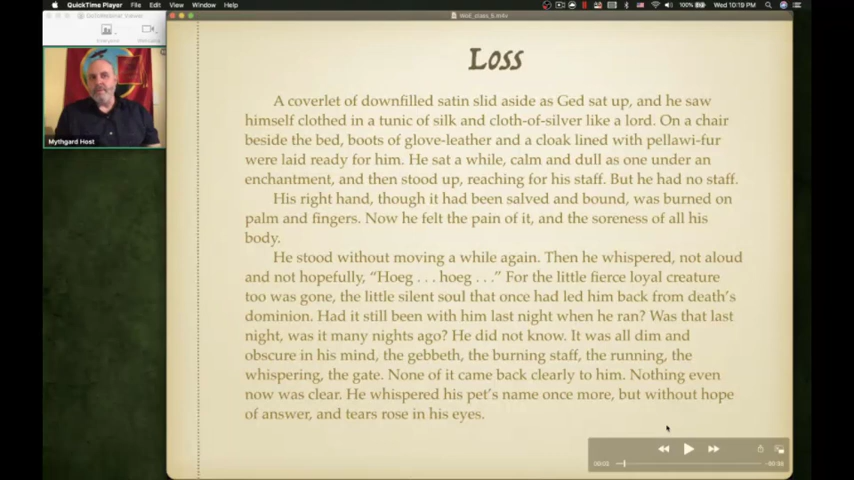 QuickTime Player File Edit View Window Help
100% Wed 10:19 PM
GoToWebinar Viewer
WoE_class_5.m4v
Mythgard Host
Loss
A coverlet of downfilled satin slid aside as Ged sat up, and he saw
himself clothed in a tunic of silk and cloth-of-silver like a lord. On a chair
beside the bed, boots of glove-leather and a cloak lined with pellawi-fur
were laid ready for him. He sat a while, calm and dull as one under an
enchantment, and then stood up, reaching for his staff. But he had no staff.
His right hand, though it had been salved and bound, was burned on
palm and fingers. Now he felt the pain of it, and the soreness of all his
body.
He stood without moving a while again. Then he whispered, not aloud
and not hopefully, “Hoeg . . . hoeg . . .” For the little fierce loyal creature
too was gone, the little silent soul that once had led him back from death’s
dominion. Had it still been with him last night when he ran? Was that last
night, was it many nights ago? He did not know. It was all dim and
obscure in his mind, the gebbeth, the burning staff, the running, the
whispering, the gate. None of it came back clearly to him. Nothing even
now was clear. He whispered his pet’s name once more, but without hope
of answer, and tears rose in his eyes.